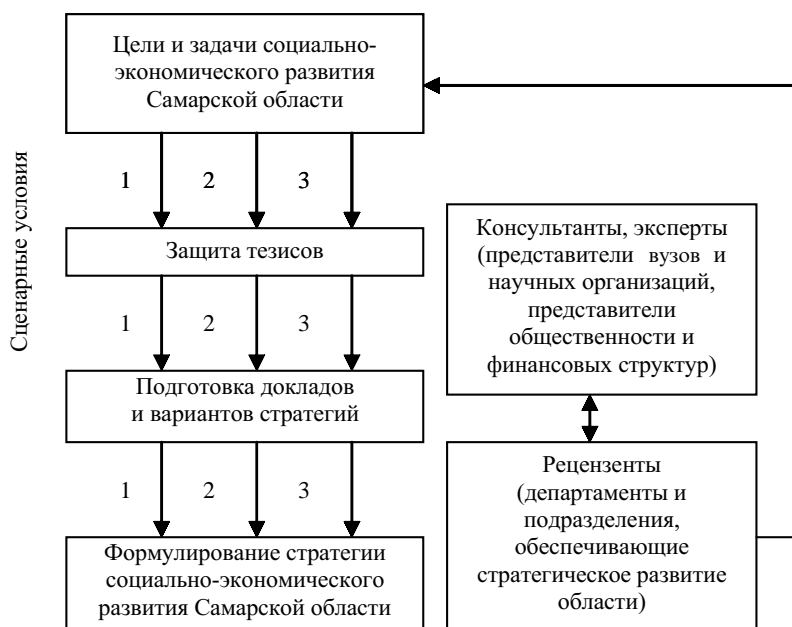 Цели и задачи социально-
экономического развития
Самарской области
Сценарные условия
1 2 3
Защита тезисов
1 2 3
Подготовка докладов
и вариантов стратегий
1 2 3
Формулирование стратегии
социально-экономического
развития Самарской области
Консультанты, эксперты
(представители вузов и
научных организаций,
представители
общественности и
финансовых структур)
Рецензенты
(департаменты и
подразделения,
обеспечивающие
стратегическое развитие
области)